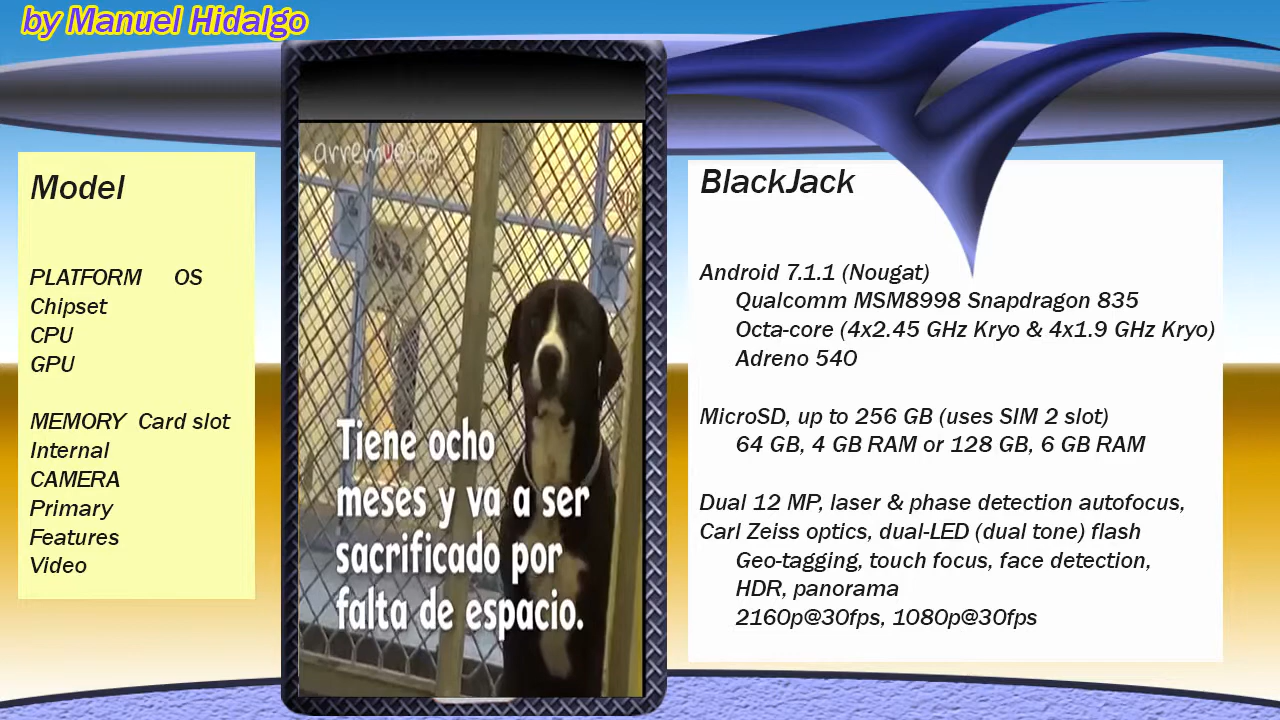 by Manuel Hidalgo
Model
PLATFORM OS
Chipset
CPU
GPU
MEMORY Card slot
Internal
CAMERA
Primary
Features
Video
Tiene ocho
meses y va a ser
sacrificado por
falta de espacio.
BlackJack
Android 7.1.1 (Nougat)
Qualcomm MSM8998 Snapdragon 835
Octa-core (4x2.45 GHz Kryo & 4x1.9 GHz Kryo)
Adreno 540
MicroSD, up to 256 GB (uses SIM 2 slot)
64 GB, 4 GB RAM or 128 GB, 6 GB RAM
Dual 12 MP, laser & phase detection autofocus,
Carl Zeiss optics, dual-LED (dual tone) flash
Geo-tagging, touch focus, face detection,
HDR, panorama
2160p@30fps, 1080p@30fps